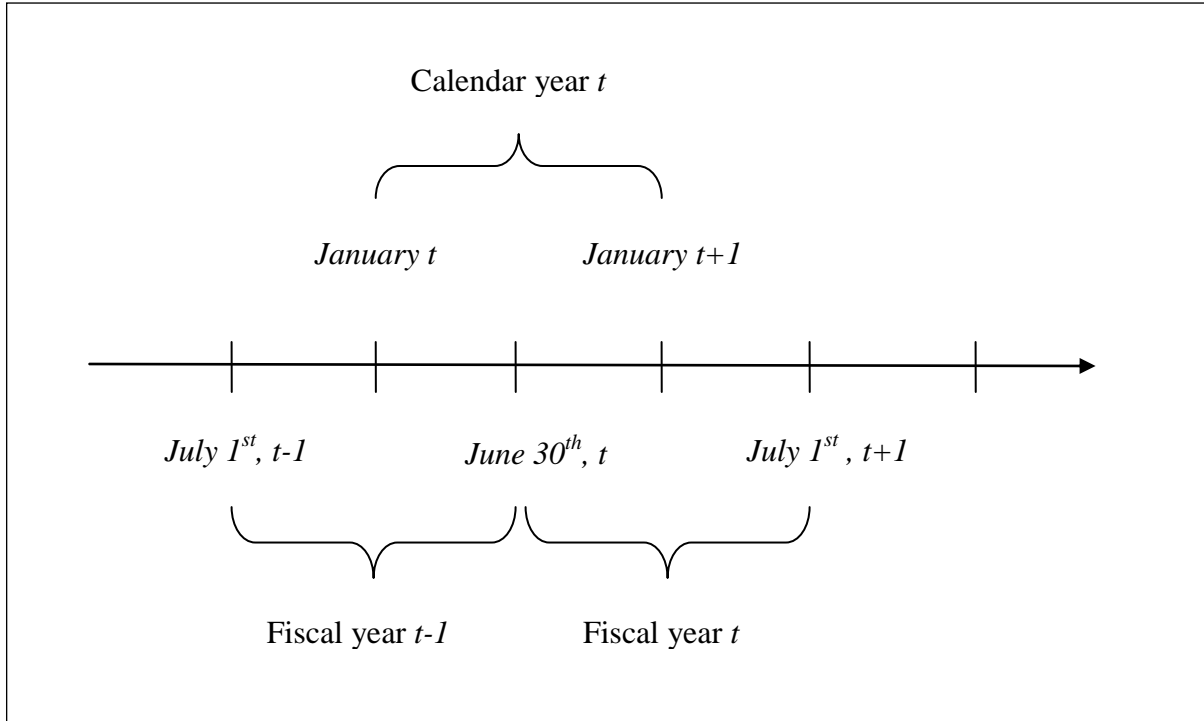 Calendar year t
January t January t+1
July 1st, t-1 June 30th, t July 1st , t+1
Fiscal year t-1 Fiscal year t